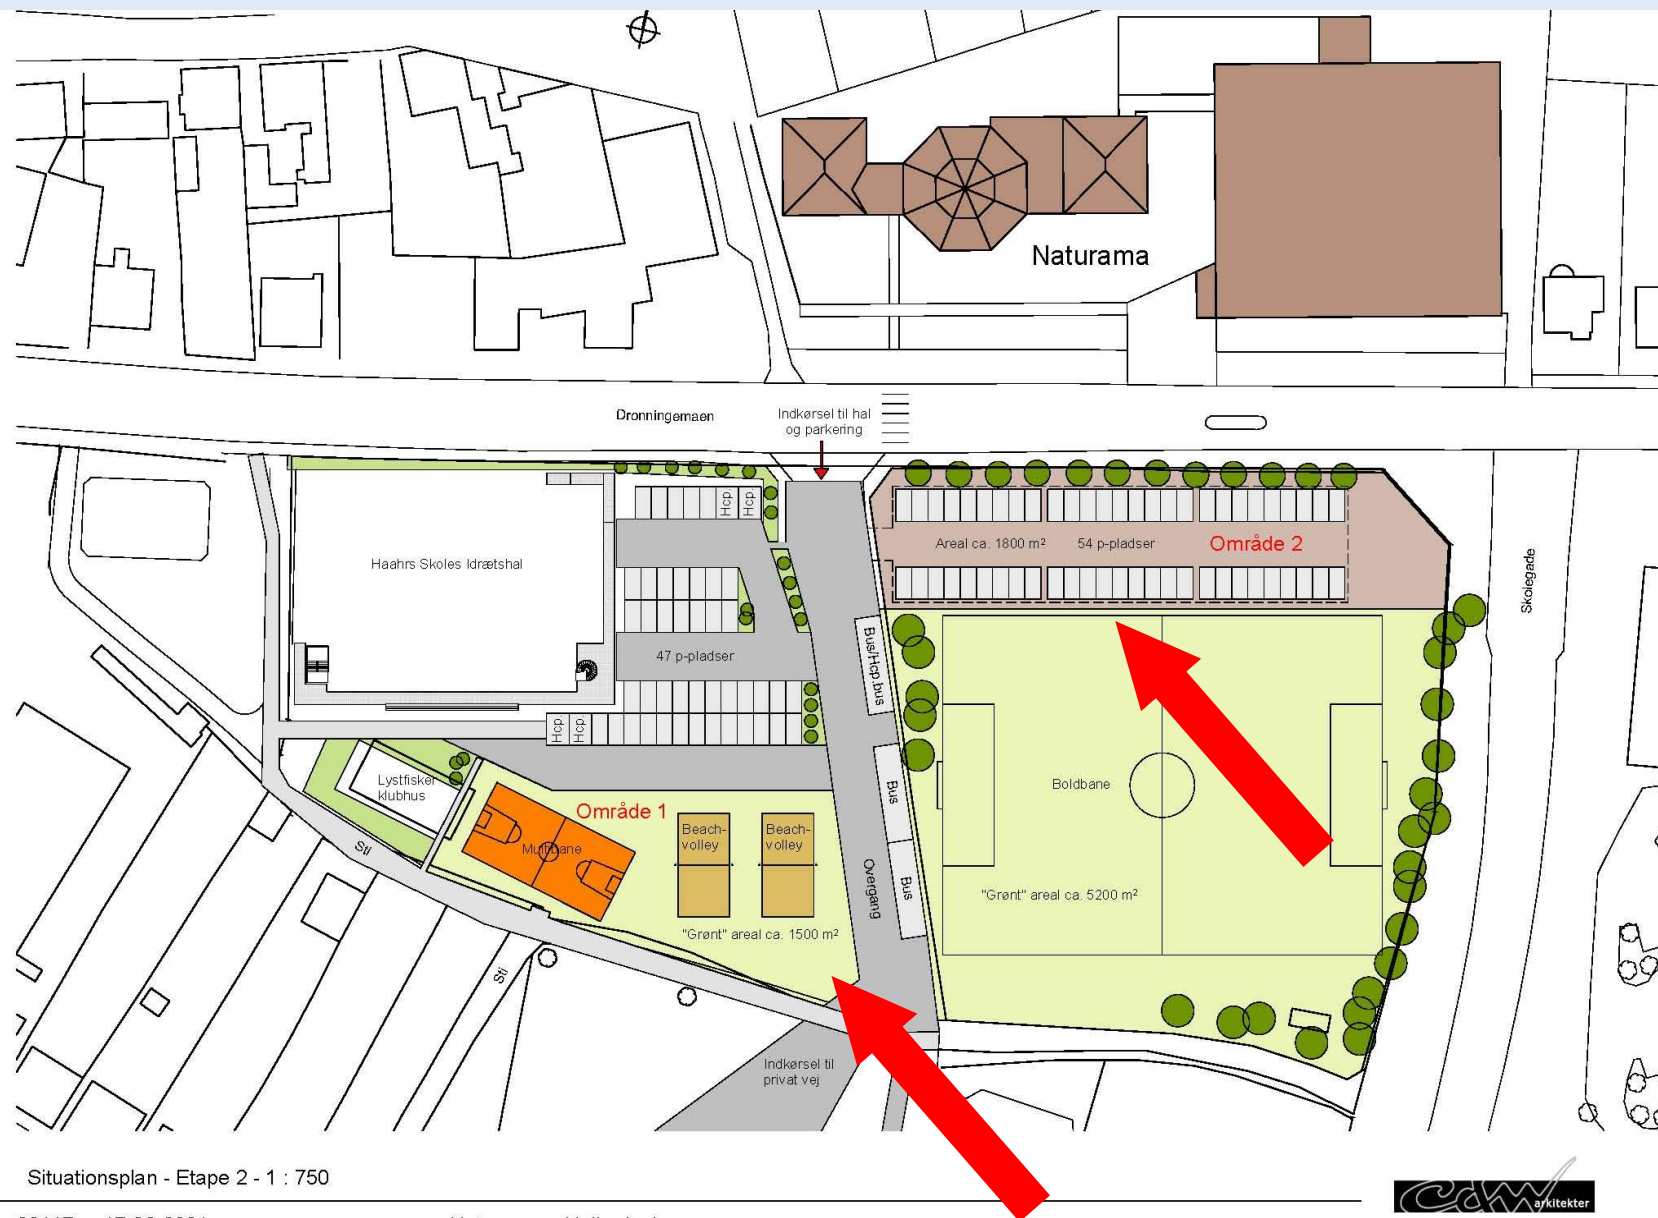 Naturama
Dronningemaen
Indkørsel til hal
og parkering
Hcp.
Hcp.
Haahrs Skoles Idrætshal
Areal ca. 1800 m²
54 p-pladser
Område 2
Skolegade
47 p-pladser
Bus/Hcp.bus
Hcp.
Hcp.
Lystfisker
klubhus
Område 1
Bus
Boldbane
Multibane
Beach-
volley
Beach-
volley
Sti
Overgang
Bus
"Grønt" areal ca. 5200 m²
"Grønt" areal ca. 1500 m²
Sti
Indkørsel til
privat vej
Situationsplan - Etape 2 - 1 : 750
cdw
arkitekter